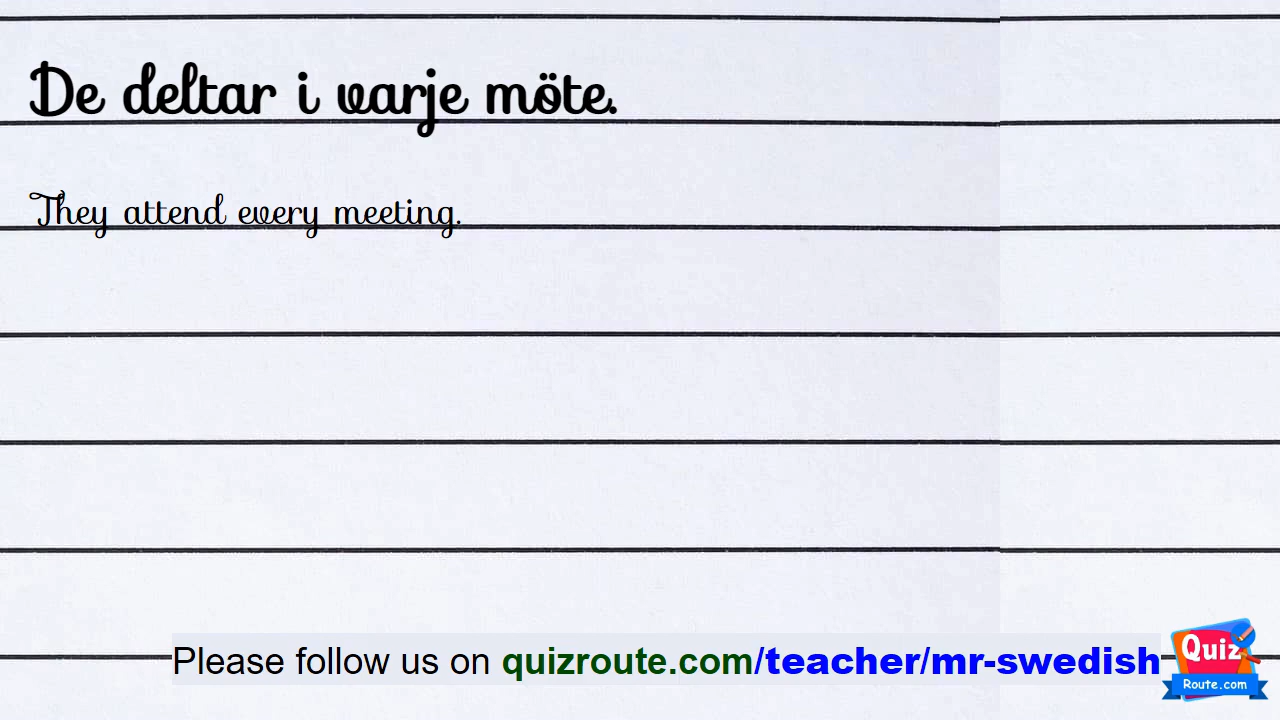 De deltar i varje möte.
They attend every meeting.
Please follow us on quizroute.com/teacher/mr-swedish
Quiz
Route.com